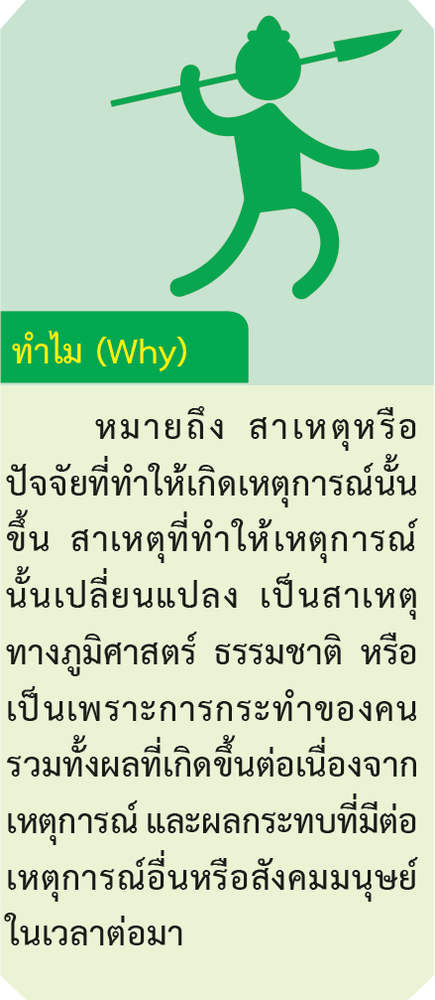 ทำไม (Why)
หมายถึง สาเหตุหรือ
ปัจจัยที่ทำให้เกิดเหตุการณ์นั้น
ขึ้น สาเหตุที่ทำให้เหตุการณ์
นั้นเปลี่ยนแปลง เป็นสาเหตุ
ทางภูมิศาสตร์ ธรรมชาติ หรือ
เป็นเพราะการกระทำของคน
รวมทั้งผลที่เกิดขึ้นต่อเนื่องจาก
เหตุการณ์ และผลกระทบที่มีต่อ
เหตุการณ์อื่นหรือสังคมมนุษย์
ในเวลาต่อมา